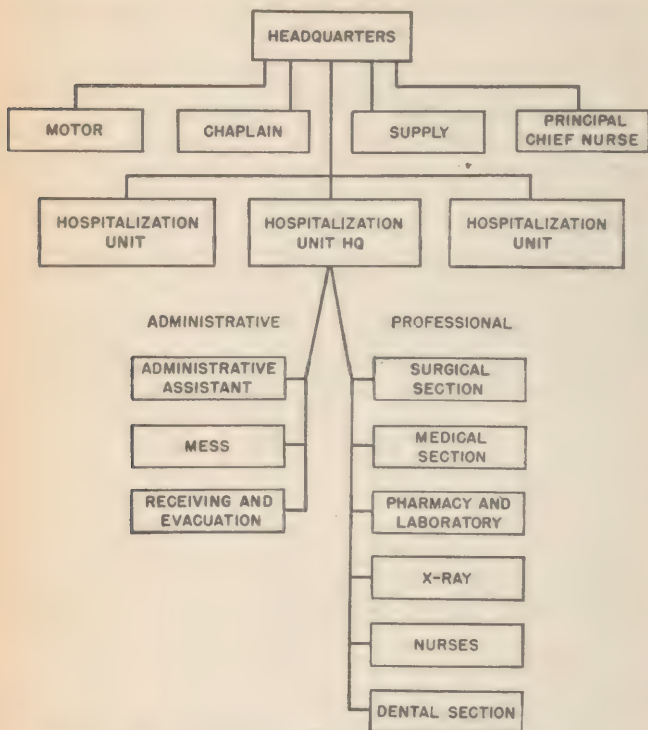 HEADQUARTERS
MOTOR
CHAPLAIN
SUPPLY
PRINCIPAL
CHIEF NURSE
HOSPITALIZATION
UNIT
HOSPITALIZATION
UNIT HQ
HOSPITALIZATION
UNIT
ADMINISTRATIVE
PROFESSIONAL
ADMINISTRATIVE
ASSISTANT
MESS
RECEIVING AND
EVACUATION
SURGICAL
SECTION
MEDICAL
SECTION
PHARMACY AND
LABORATORY
X-RAY
NURSES
DENTAL SECTION